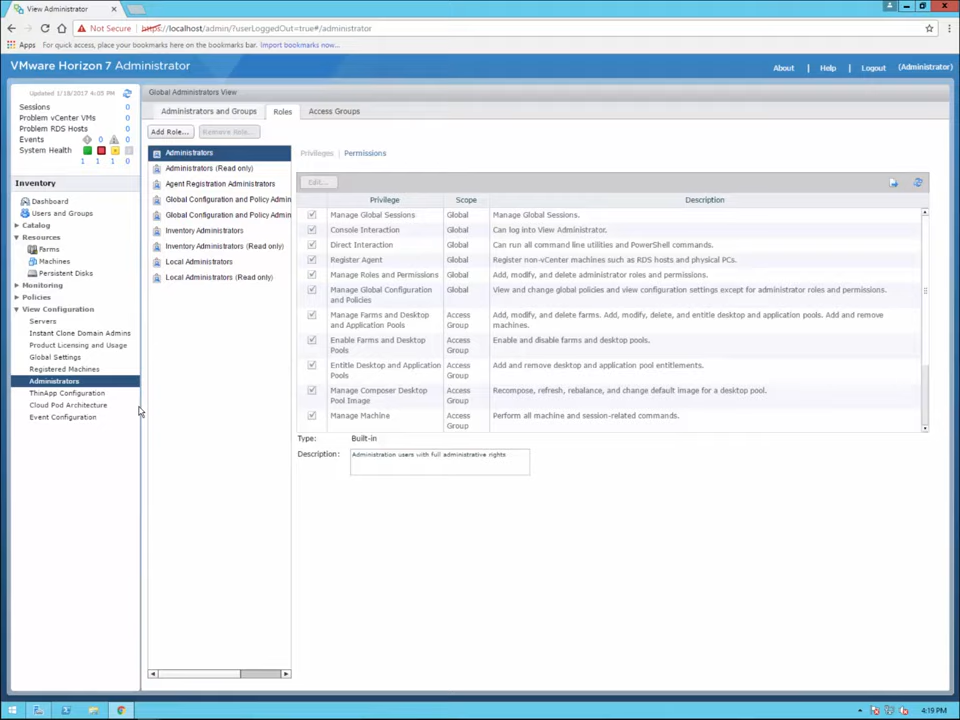 View Administrator
Not Secure https://localhost/admin/?userLoggedOut=true#/administrator
Apps For quick access, place your bookmarks here on the bookmarks bar. Import bookmarks now...
VMware Horizon 7 Administrator
About | Help | Logout (Administrator)
Updated 1/18/2017 4:05 PM
Sessions 0
Problem vCenter VMs 0
Problem RDS Hosts 0
Events 0 0
System Health
1 1 1 0
Inventory
Dashboard
Users and Groups
Catalog
Resources
Farms
Machines
Persistent Disks
Monitoring
Policies
View Configuration
Servers
Instant Clone Domain Admins
Product Licensing and Usage
Global Settings
Registered Machines
Administrators
ThinApp Configuration
Cloud Pod Architecture
Event Configuration
Global Administrators View
Administrators and Groups Roles Access Groups
Add Role... Remove Role...
Administrators
Administrators (Read only)
Agent Registration Administrators
Global Configuration and Policy Admin
Global Configuration and Policy Admin
Inventory Administrators
Inventory Administrators (Read only)
Local Administrators
Local Administrators (Read only)
Privileges Permissions
Edit...
Privilege Scope Description
Manage Global Sessions Global Manage Global Sessions.
Console Interaction Global Can log into View Administrator.
Direct Interaction Global Can run all command line utilities and PowerShell commands.
Register Agent Global Register non-vCenter machines such as RDS hosts and physical PCs.
Manage Roles and Permissions Global Add, modify, and delete administrator roles and permissions.
Manage Global Configuration Global View and change global policies and view configuration settings except for administrator roles and permissions.
and Policies
Manage Farms and Desktop Access Add, modify, and delete farms. Add, modify, delete, and entitle desktop and application pools. Add and remove
and Application Pools Group machines.
Enable Farms and Desktop Access Enable and disable farms and desktop pools.
Pools Group
Entitle Desktop and Application Access Add and remove desktop and application pool entitlements.
Pools Group
Manage Composer Desktop Access Recompose, refresh, rebalance, and change default image for a desktop pool.
Pool Image Group
Manage Machine Access Perform all machine and session-related commands.
Group
Type: Built-in
Description: Administration users with full administrative rights
4:19 PM